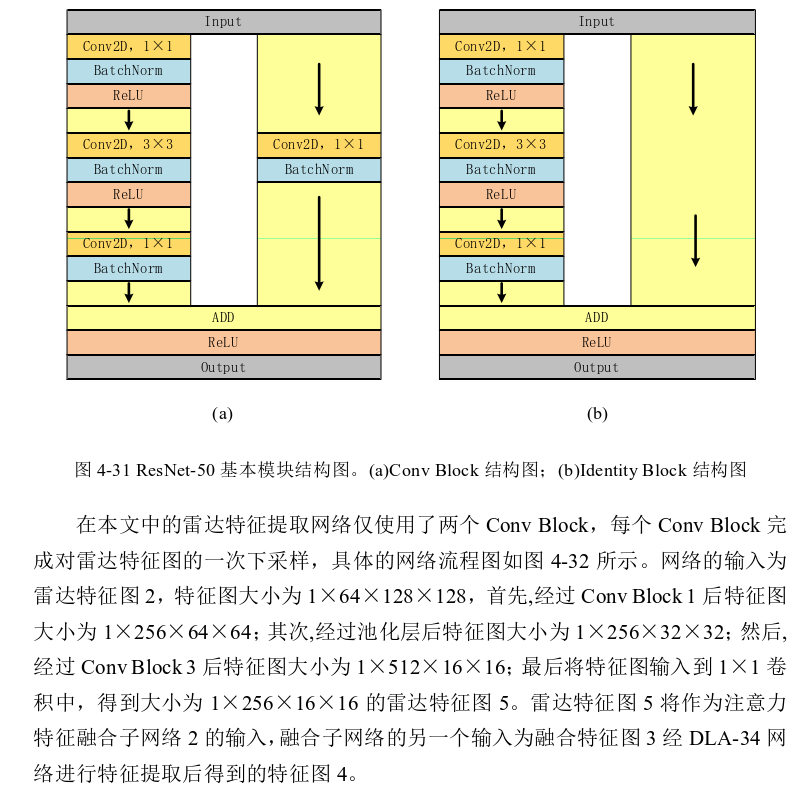 Input
Conv2D, 1×1
BatchNorm
ReLU
Conv2D, 3×3
BatchNorm
ReLU
Conv2D, 1×1
BatchNorm
Conv2D, 1×1
BatchNorm
ADD
ReLU
Output
(a)
Input
Conv2D, 1×1
BatchNorm
ReLU
Conv2D, 3×3
BatchNorm
ReLU
Conv2D, 1×1
BatchNorm
ADD
ReLU
Output
(b)
图 4-31 ResNet-50 基本模块结构图。(a)Conv Block 结构图；(b)Identity Block 结构图
在本文中的雷达特征提取网络仅使用了两个 Conv Block，每个 Conv Block 完
成对雷达特征图的一次下采样，具体的网络流程图如图 4-32 所示。网络的输入为
雷达特征图 2，特征图大小为 1×64×128×128，首先,经过 Conv Block 1 后特征图
大小为 1×256×64×64；其次,经过池化层后特征图大小为 1×256×32×32；然后,
经过 Conv Block 3 后特征图大小为 1×512×16×16；最后将特征图输入到 1×1 卷
积中，得到大小为 1×256×16×16 的雷达特征图 5。雷达特征图 5 将作为注意力
特征融合子网络 2 的输入，融合子网络的另一个输入为融合特征图 3 经 DLA-34 网
络进行特征提取后得到的特征图 4。